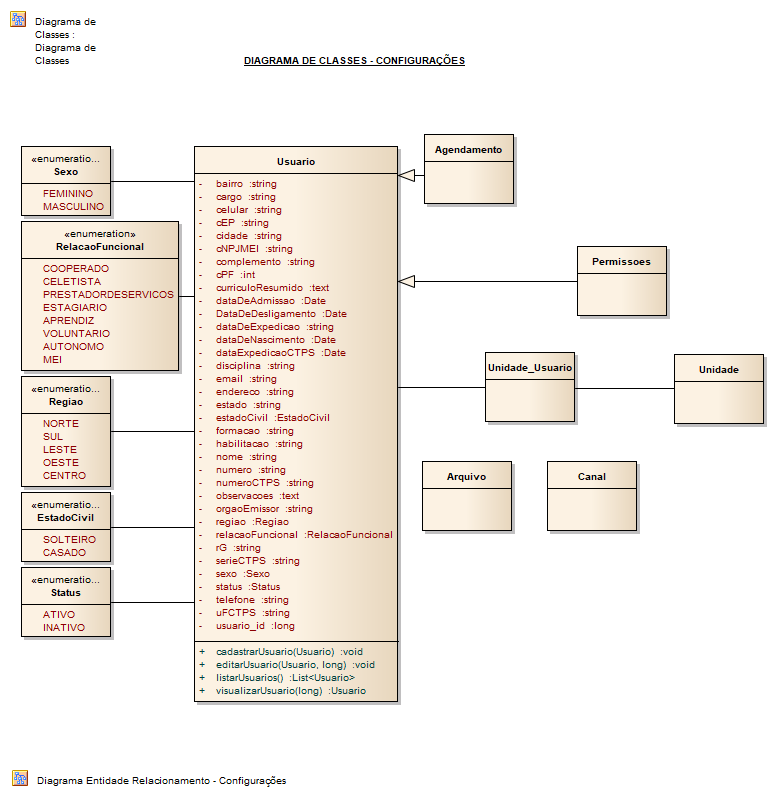 Diagrama de
Classes :
Diagrama de
Classes
DIAGRAMA DE CLASSES - CONFIGURAÇÕES
«enumeratio...
Sexo
FEMININO
MASCULINO
«enumeration»
RelacaoFuncional
COOPERADO
CELETISTA
PRESTADORDESERVICOS
ESTAGIARIO
APRENDIZ
VOLUNTARIO
AUTONOMO
MEI
«enumeratio...
Regiao
NORTE
SUL
LESTE
OESTE
CENTRO
«enumeratio...
EstadoCivil
SOLTEIRO
CASADO
«enumeratio...
Status
ATIVO
INATIVO
Usuario
- bairro :string
- cargo :string
- celular :string
- cEP :string
- cidade :string
- cNPJMEI :string
- complemento :string
- cPF :int
- curriculoResumido :text
- dataDeAdmissao :Date
- DataDeDesligamento :Date
- dataDeExpedicao :string
- dataDeNascimento :Date
- dataExpedicaoCTPS :Date
- disciplina :string
- email :string
- endereco :string
- estado :string
- estadoCivil :EstadoCivil
- formacao :string
- habilitacao :string
- nome :string
- numero :string
- numeroCTPS :string
- observacoes :text
- orgaoEmissor :string
- regiao :Regiao
- relacaoFuncional :RelacaoFuncional
- rG :string
- serieCTPS :string
- sexo :Sexo
- status :Status
- telefone :string
- uFCTPS :string
- usuario_id :long
+ cadastrarUsuario(Usuario) :void
+ editarUsuario(Usuario, long) :void
+ listarUsuarios() :List<Usuario>
+ visualizarUsuario(long) :Usuario
Agendamento
Permissoes
Unidade_Usuario
Unidade
Arquivo
Canal
Diagrama Entidade Relacionamento - Configurações